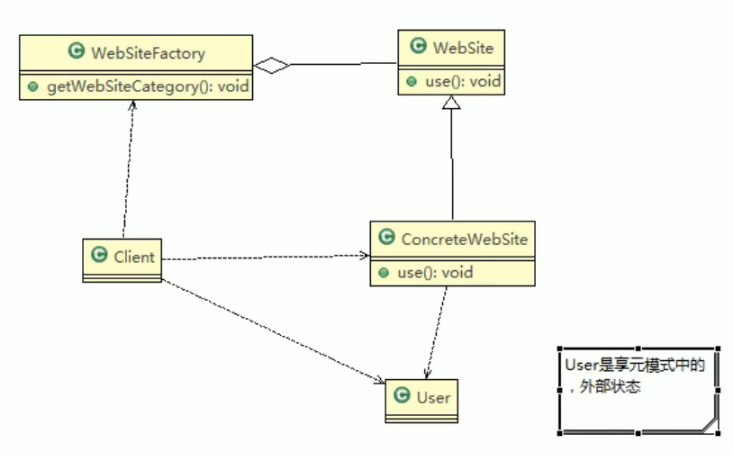 WebSiteFactory
getWebSiteCategory(): void
WebSite
use(): void
Client
ConcreteWebSite
use(): void
User
User是享元模式中的
，外部状态